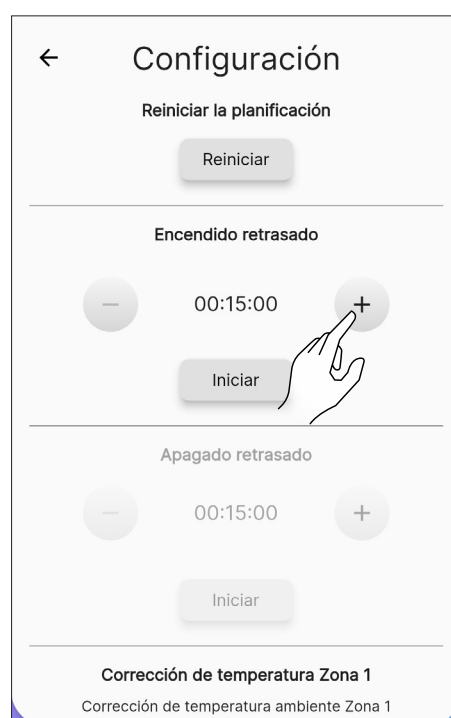 Configuración
Reiniciar la planificación
Reiniciar
Encendido retrasado
00:15:00
Iniciar
Apagado retrasado
00:15:00
Iniciar
Corrección de temperatura Zona 1
Corrección de temperatura ambiente Zona 1